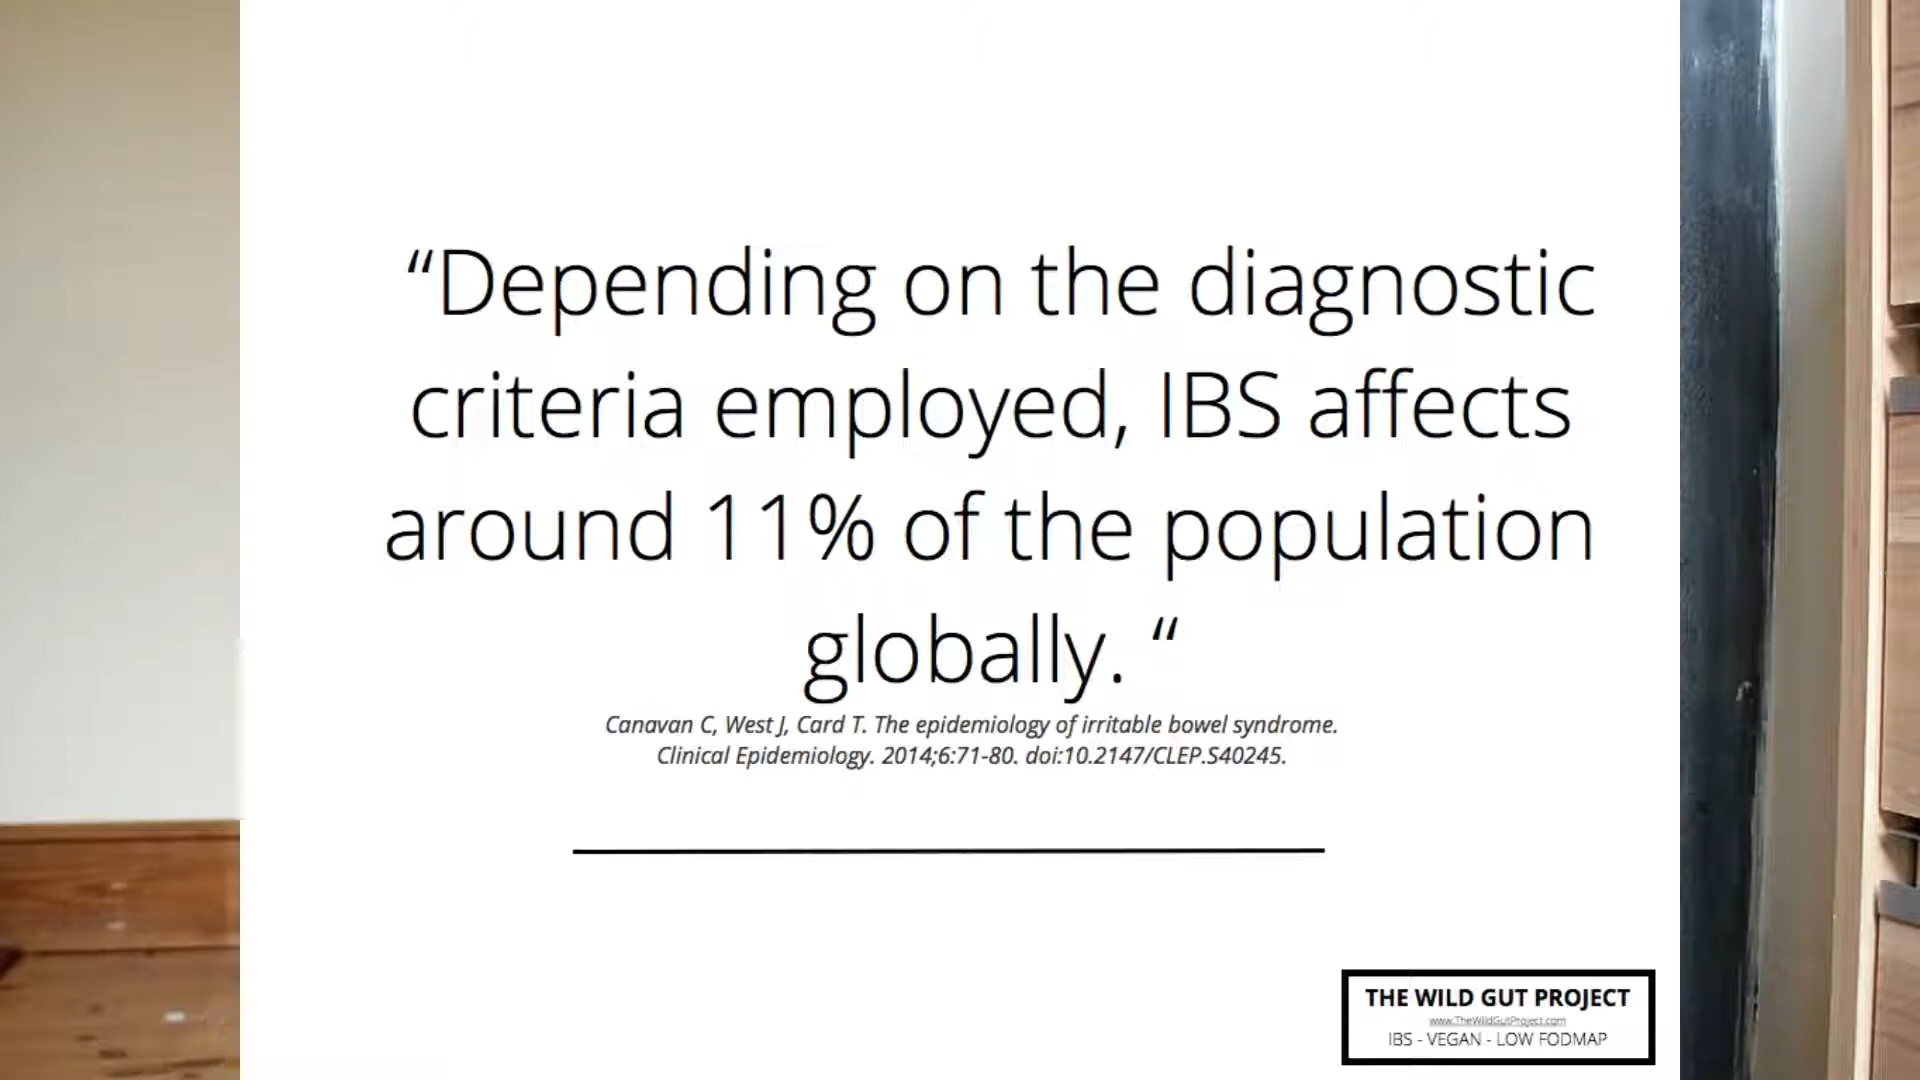 “Depending on the diagnostic
criteria employed, IBS affects
around 11% of the population
globally. “
Canavan C, West J, Card T. The epidemiology of irritable bowel syndrome.
Clinical Epidemiology. 2014;6:71-80. doi:10.2147/CLEP.S40245.
THE WILD GUT PROJECT
www.TheWildGutProject.com
IBS - VEGAN - LOW FODMAP